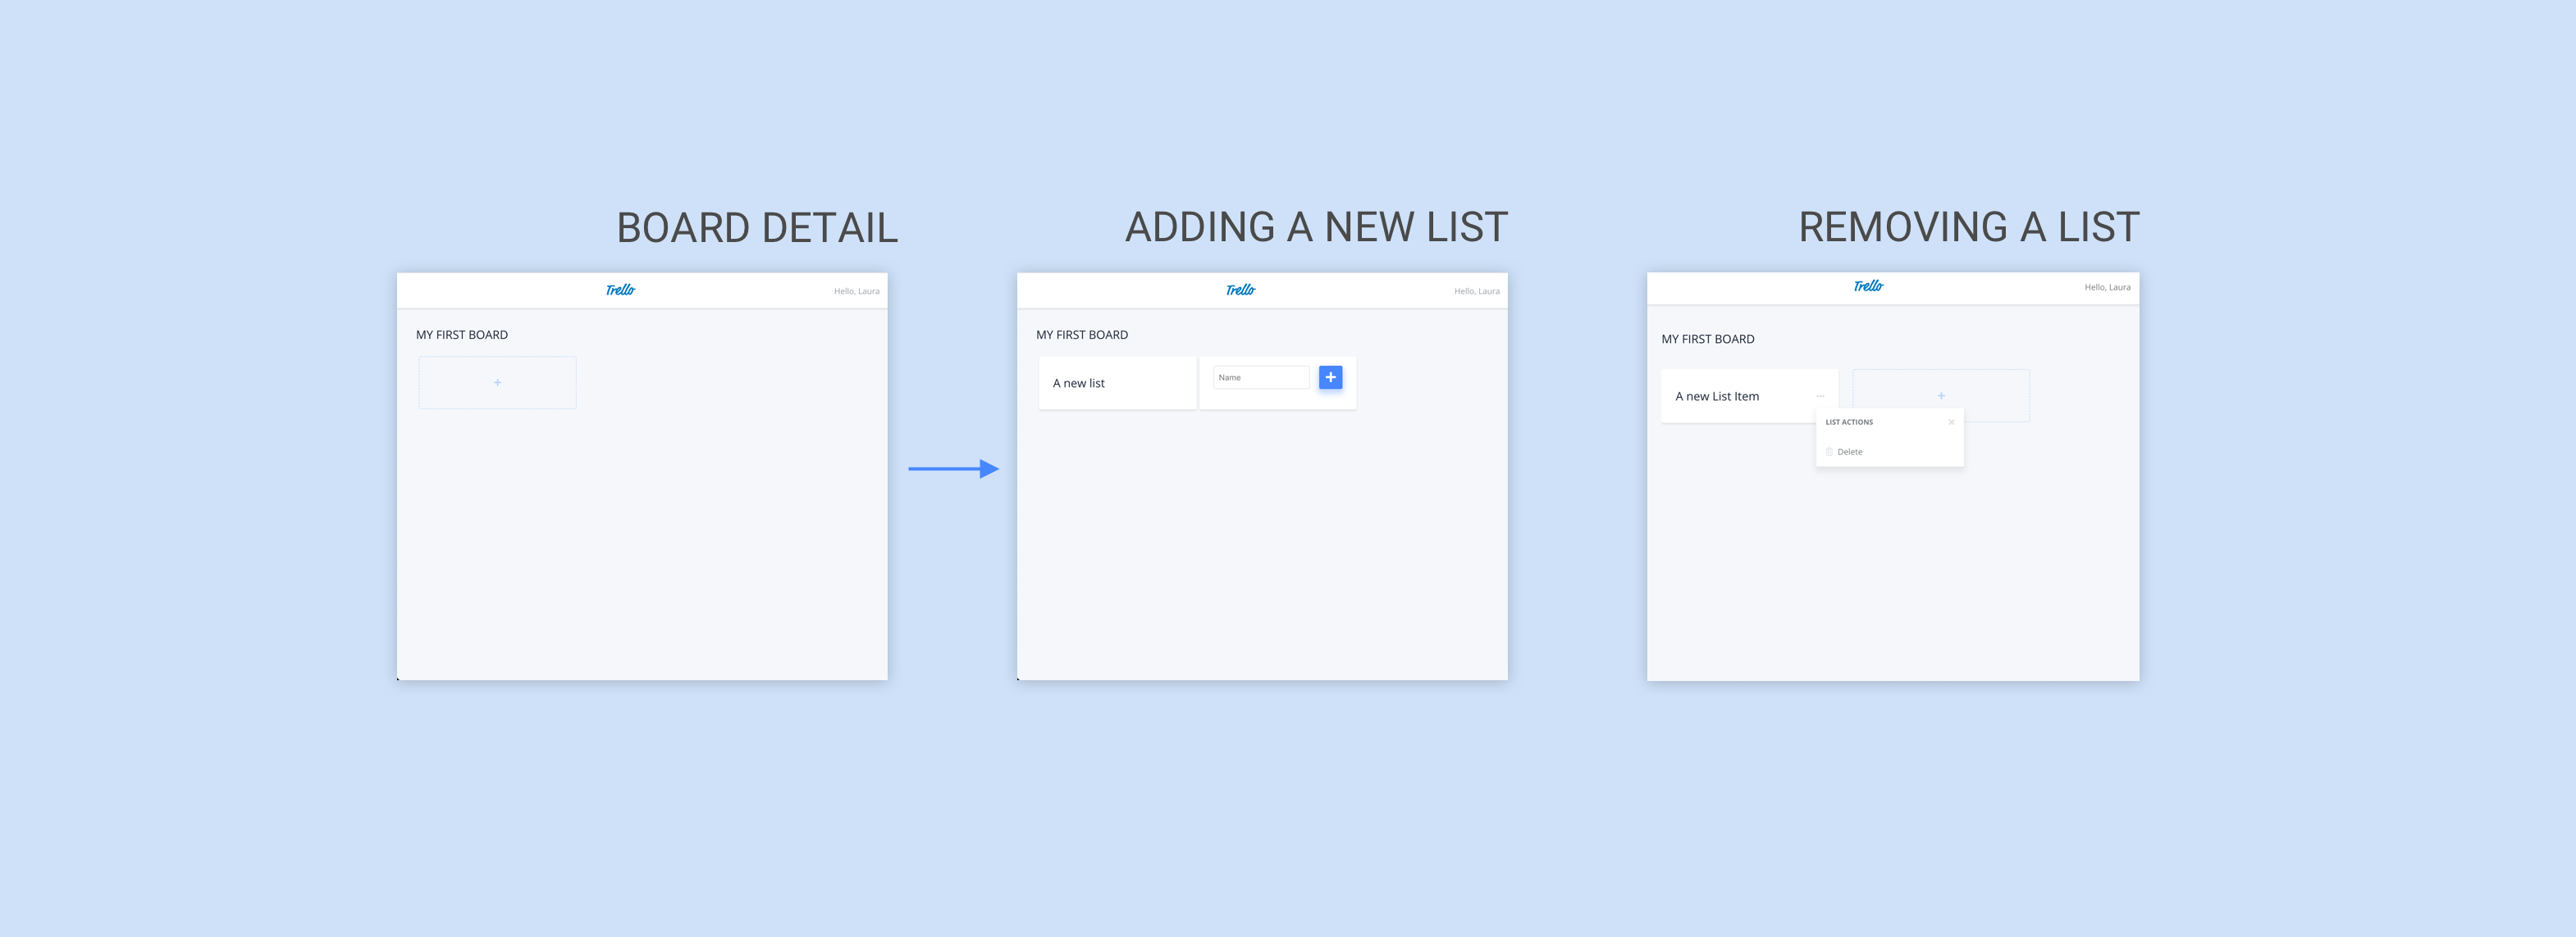 BOARD DETAIL
Trello
Hello, Laura
MY FIRST BOARD
+
ADDING A NEW LIST
Trello
Hello, Laura
MY FIRST BOARD
A new list
Name
+
REMOVING A LIST
Trello
Hello, Laura
MY FIRST BOARD
A new List Item
+
LIST ACTIONS
Delete